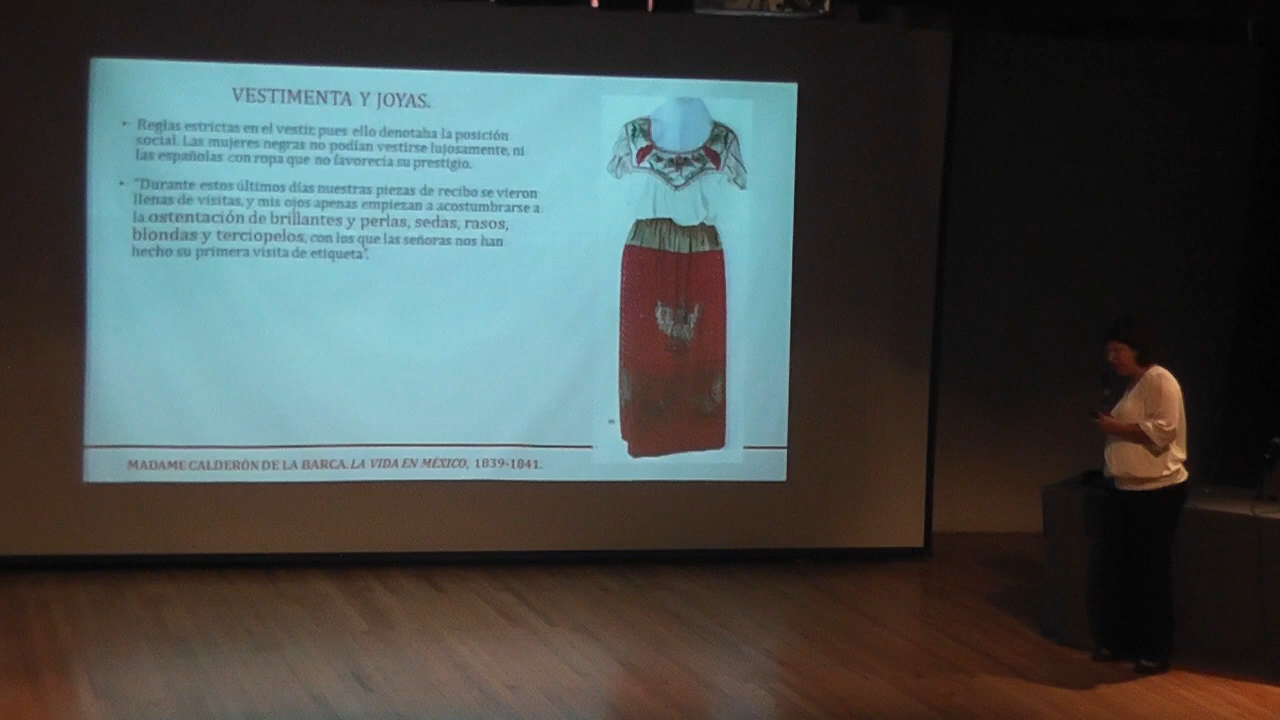 VESTIMENTA Y JOYAS.
• Reglas estrictas en el vestir, pues ello denotaba la posición
social. Las mujeres negras no podían vestirse lujosamente, ni
las españolas con ropa que no favorecía su prestigio.
• "Durante estos últimos días nuestras piezas de recibo se vieron
llenas de visitas, y mis ojos apenas empiezan a acostumbrarse a
la ostentación de brillantes y perlas, sedas, rasos,
blondas y terciopelos, con los que las señoras nos han
hecho su primera visita de etiqueta".
MADAME CALDERÓN DE LA BARCA. LA VIDA EN MÉXICO, 1839-1841.